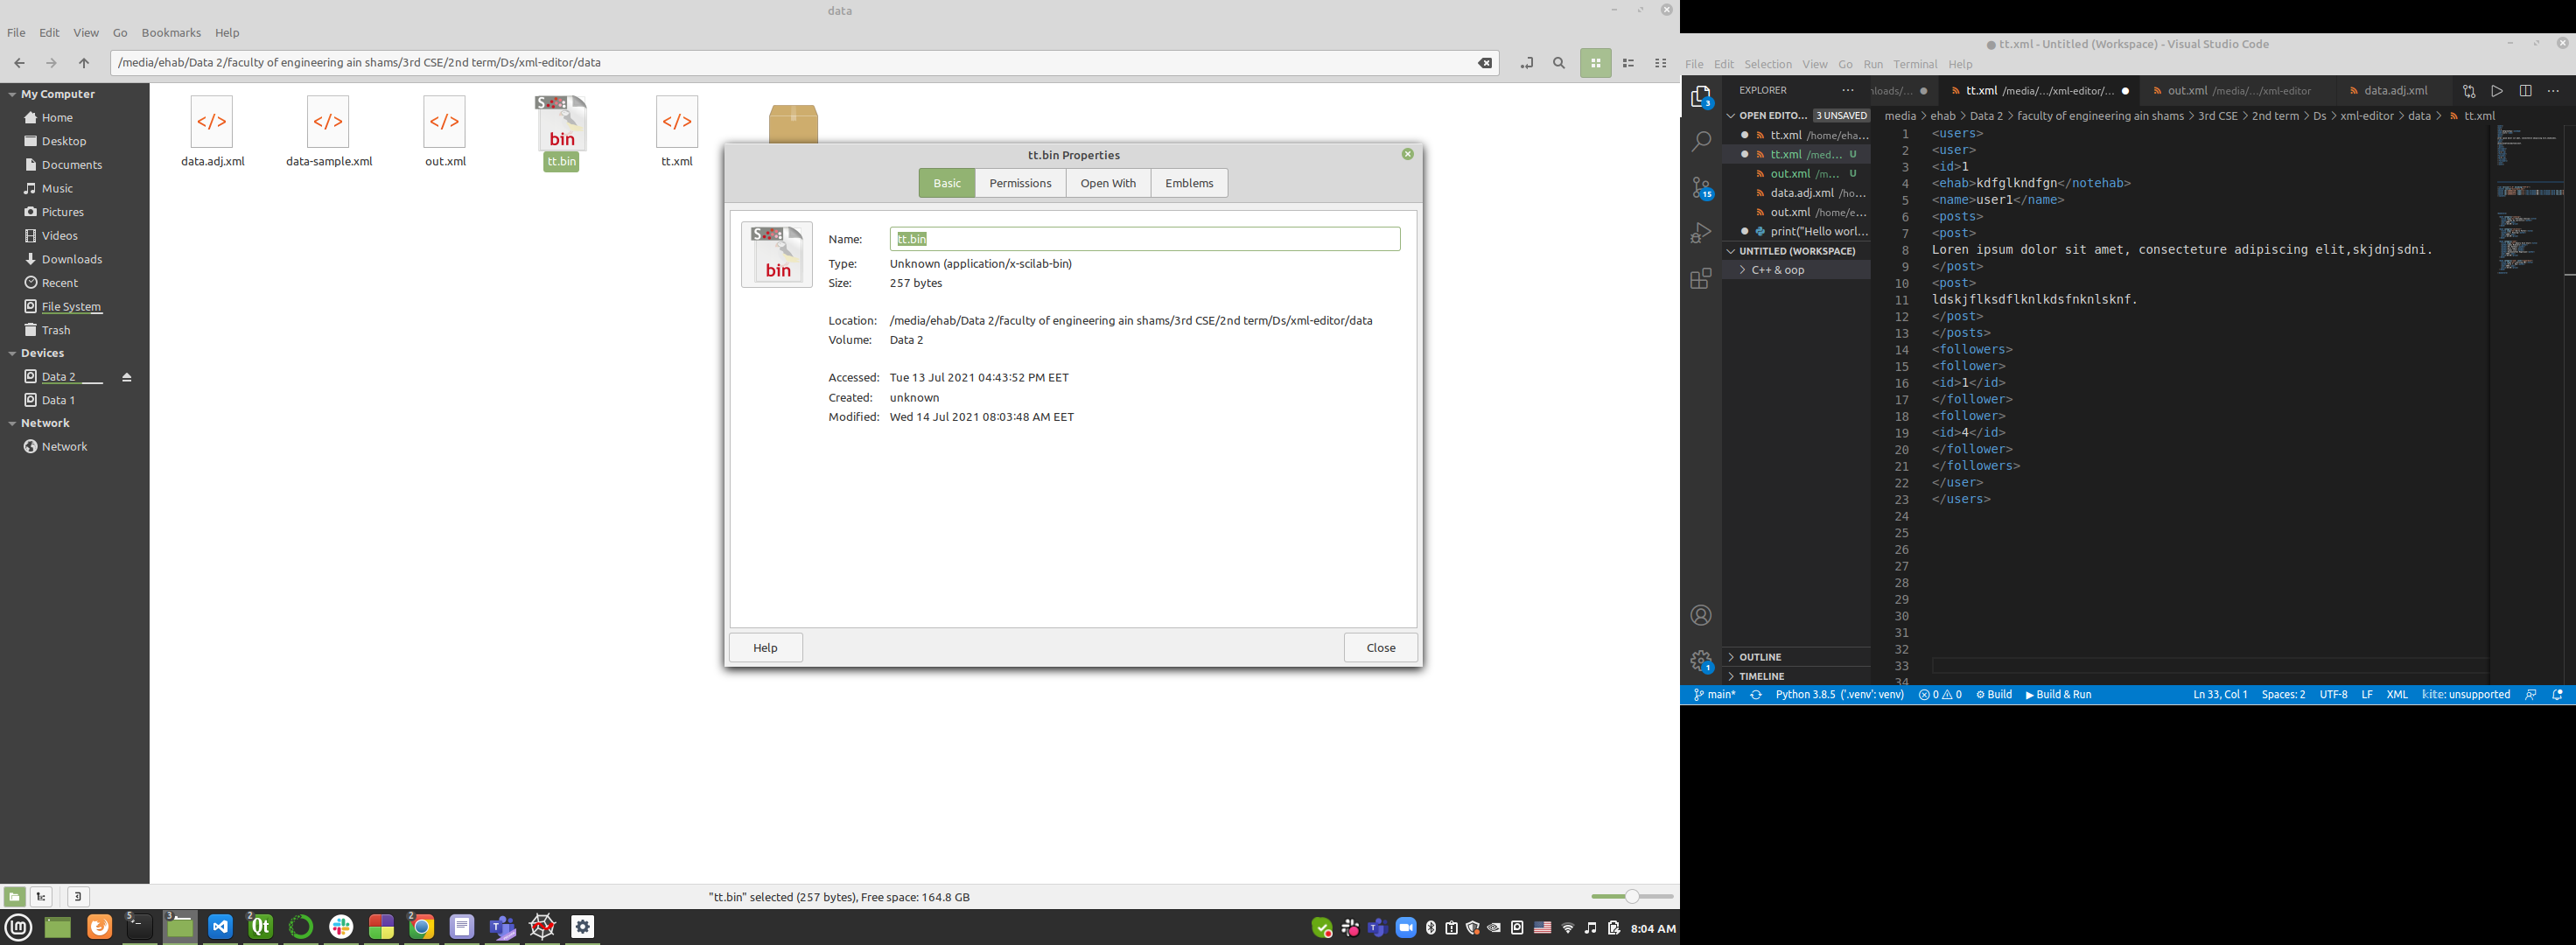 data
File Edit View Go Bookmarks Help
/media/ehab/Data 2/faculty of engineering ain shams/3rd CSE/2nd term/Ds/xml-editor/data
My Computer
Home
Desktop
Documents
Music
Pictures
Videos
Downloads
Recent
File System
Trash
Devices
Data 2
Data 1
Network
Network
data.adj.xml
data-sample.xml
out.xml
bin
tt.bin
tt.xml
tt.bin Properties
Basic Permissions Open With Emblems
bin
Name: tt.bin
Type: Unknown (application/x-scilab-bin)
Size: 257 bytes
Location: /media/ehab/Data 2/faculty of engineering ain shams/3rd CSE/2nd term/Ds/xml-editor/data
Volume: Data 2
Accessed: Tue 13 Jul 2021 04:43:52 PM EET
Created: unknown
Modified: Wed 14 Jul 2021 08:03:48 AM EET
Help Close
"tt.bin" selected (257 bytes), Free space: 164.8 GB
5 3 2 Qt 2
8:04 AM
● tt.xml - Untitled (Workspace) - Visual Studio Code
File Edit Selection View Go Run Terminal Help
3
15
1
EXPLORER
OPEN EDITO... 3 UNSAVED
tt.xml /home/eha...
tt.xml /med... U
out.xml /m... U
data.adj.xml /ho...
out.xml /home/e...
print("Hello worl...
UNTITLED (WORKSPACE)
C++ & oop
OUTLINE
TIMELINE
tt.xml /media/.../xml-editor/... ●
out.xml /media/.../xml-editor
data.adj.xml
media > ehab > Data 2 > faculty of engineering ain shams > 3rd CSE > 2nd term > Ds > xml-editor > data > tt.xml
1 <users>
2 <user>
3 <id>1
4 <ehab>kdfglkndfgn</notehab>
5 <name>user1</name>
6 <posts>
7 <post>
8 Loren ipsum dolor sit amet, consecteture adipiscing elit,skjdnjsdni.
9 </post>
10 <post>
11 ldskjflksdflknlkdsfnknlsknf.
12 </post>
13 </posts>
14 <followers>
15 <follower>
16 <id>1</id>
17 </follower>
18 <follower>
19 <id>4</id>
20 </follower>
21 </followers>
22 </user>
23 </users>
24
25
26
27
28
29
30
31
32
33
34
main* Python 3.8.5 ('.venv': venv) 0 0 Build Build & Run Ln 33, Col 1 Spaces: 2 UTF-8 LF XML kite: unsupported